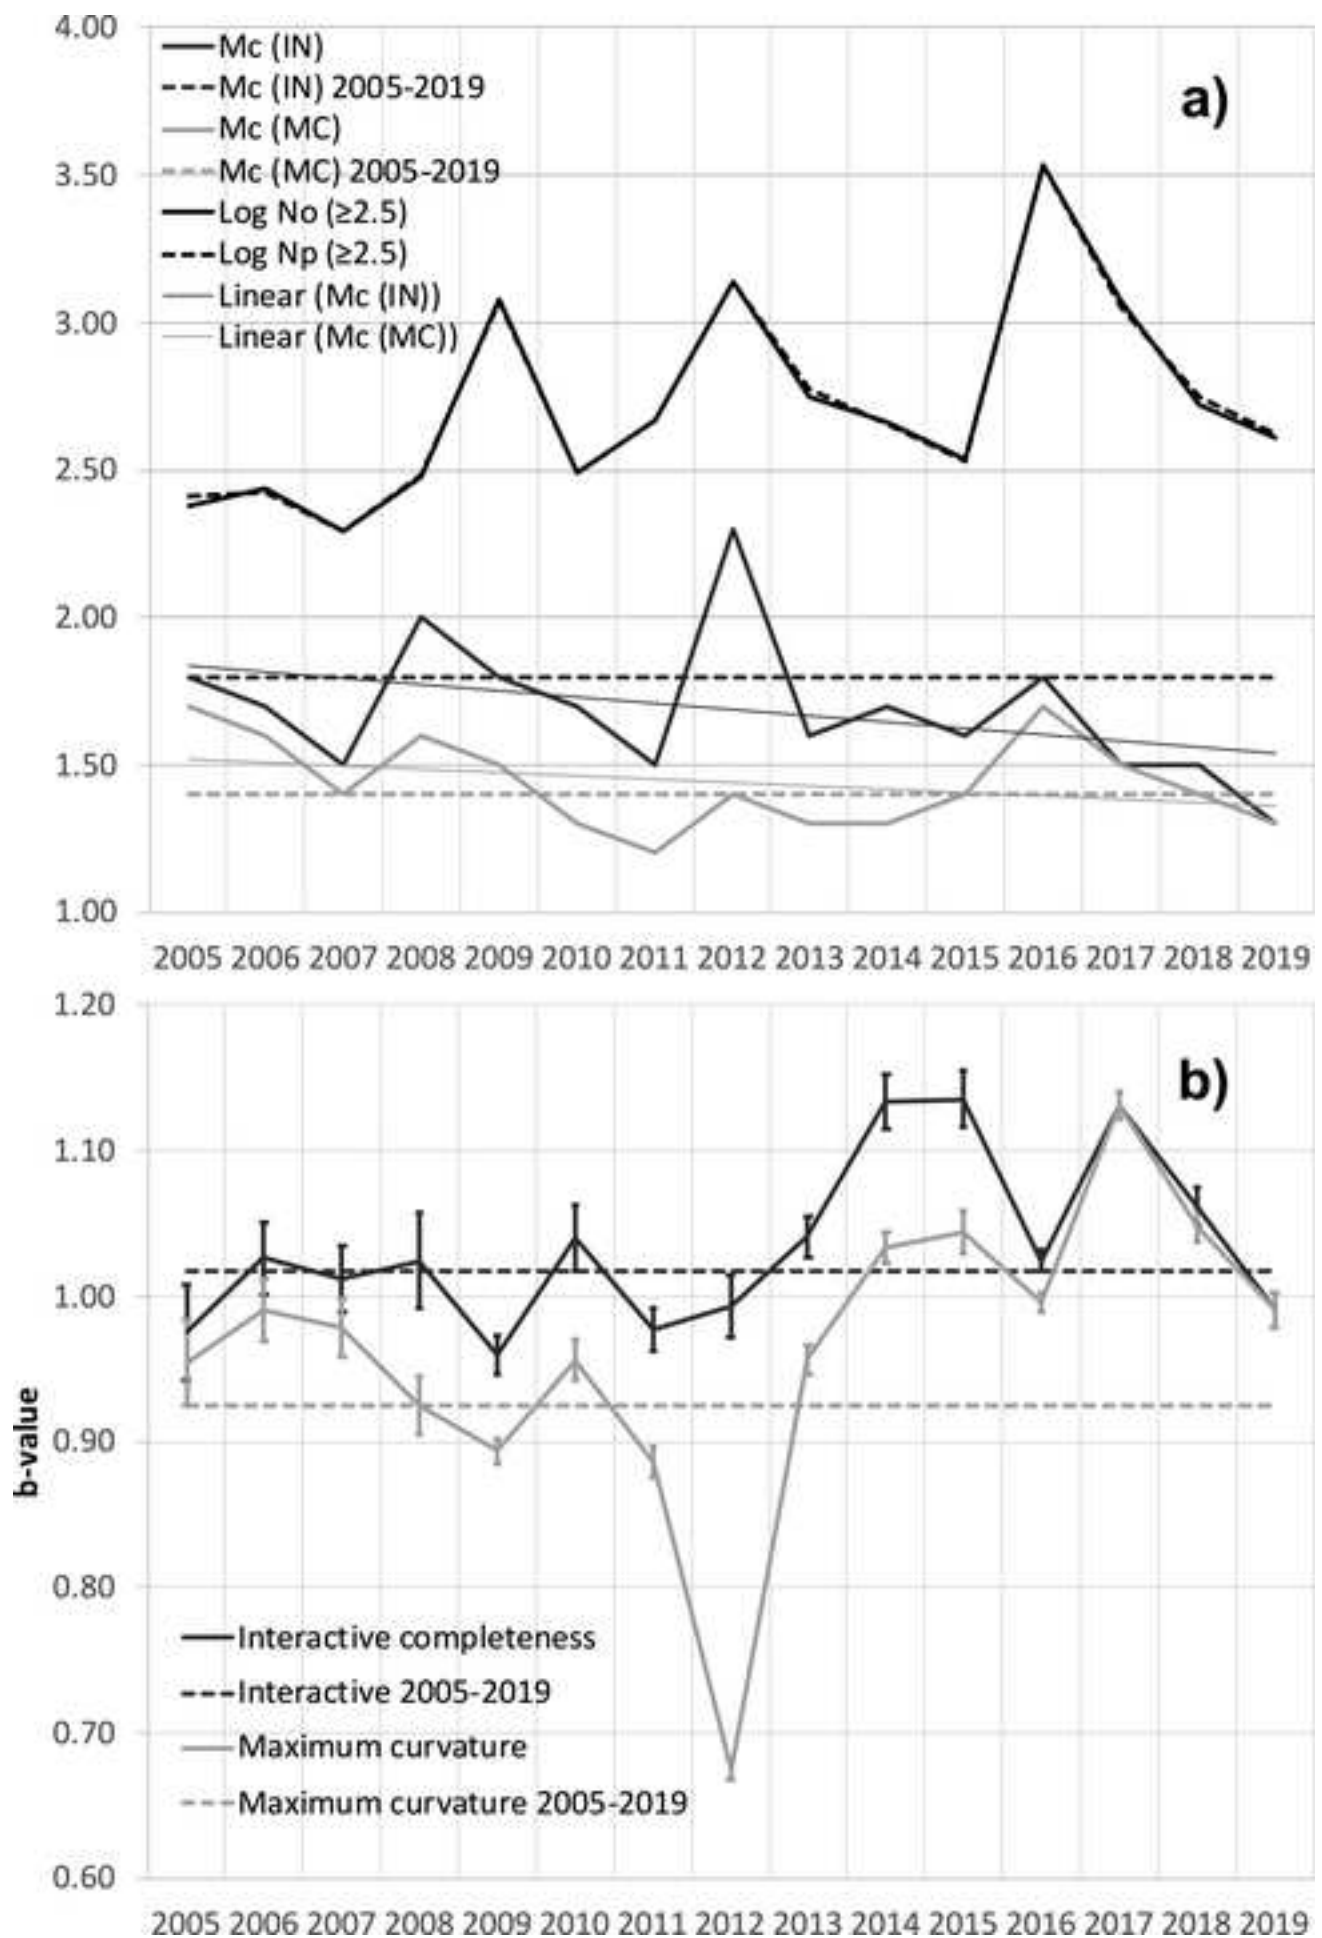 4.00
Mc (IN)
Mc (IN) 2005-2019
a)
Mc (MC)
3.50
Mc (MC) 2005-2019
Log No (≥2.5)
Log Np (≥2.5)
Linear (Mc (IN))
3.00
Linear (Mc (MC))
2.50
2.00
1.50
1.00
2005 2006 2007 2008 2009 2010 2011 2012 2013 2014 2015 2016 2017 2018 2019
1.20
b)
1.10
1.00
b-value
0.90
0.80
Interactive completeness
Interactive 2005-2019
0.70
Maximum curvature
Maximum curvature 2005-2019
0.60
2005 2006 2007 2008 2009 2010 2011 2012 2013 2014 2015 2016 2017 2018 2019